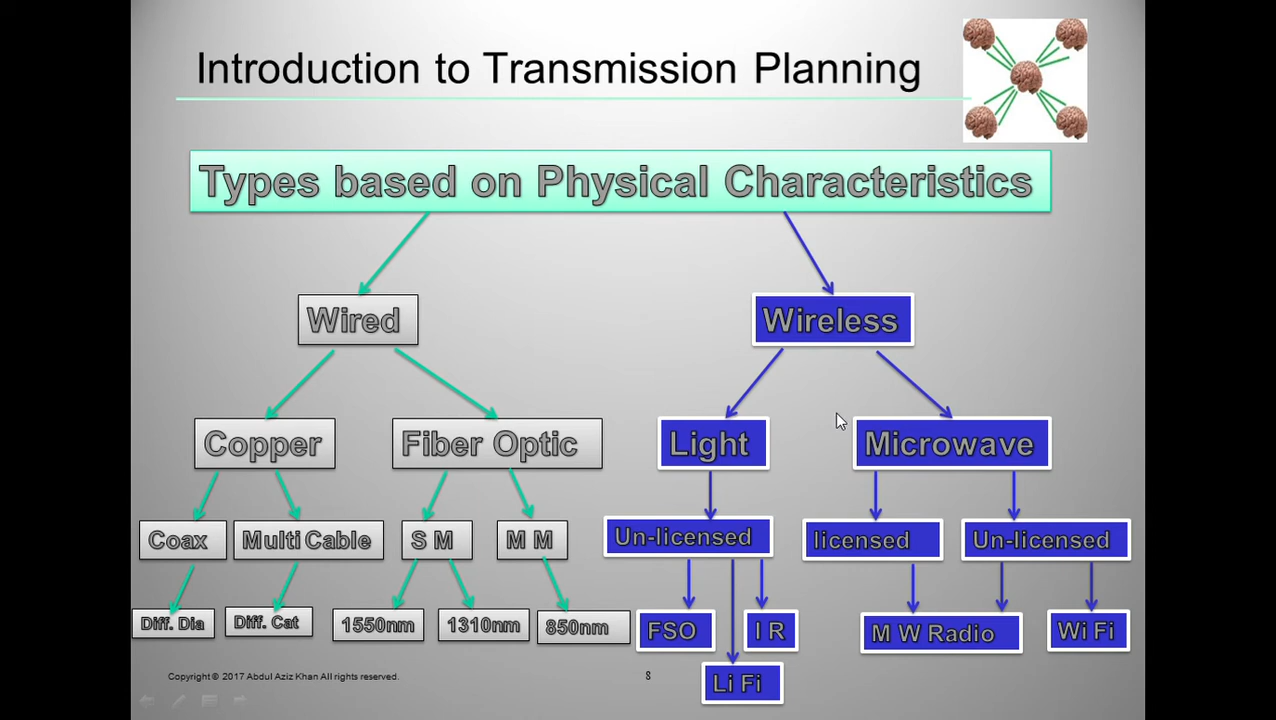 Introduction to Transmission Planning
Types based on Physical Characteristics
Wired
Wireless
Copper
Fiber Optic
Light
Microwave
Coax
Multi Cable
S M
M M
Un-licensed
licensed
Un-licensed
Diff. Dia
Diff. Cat
1550nm
1310nm
850nm
FSO
I R
M W Radio
Wi Fi
Li Fi
Copyright © 2017 Abdul Aziz Khan All rights reserved.
8